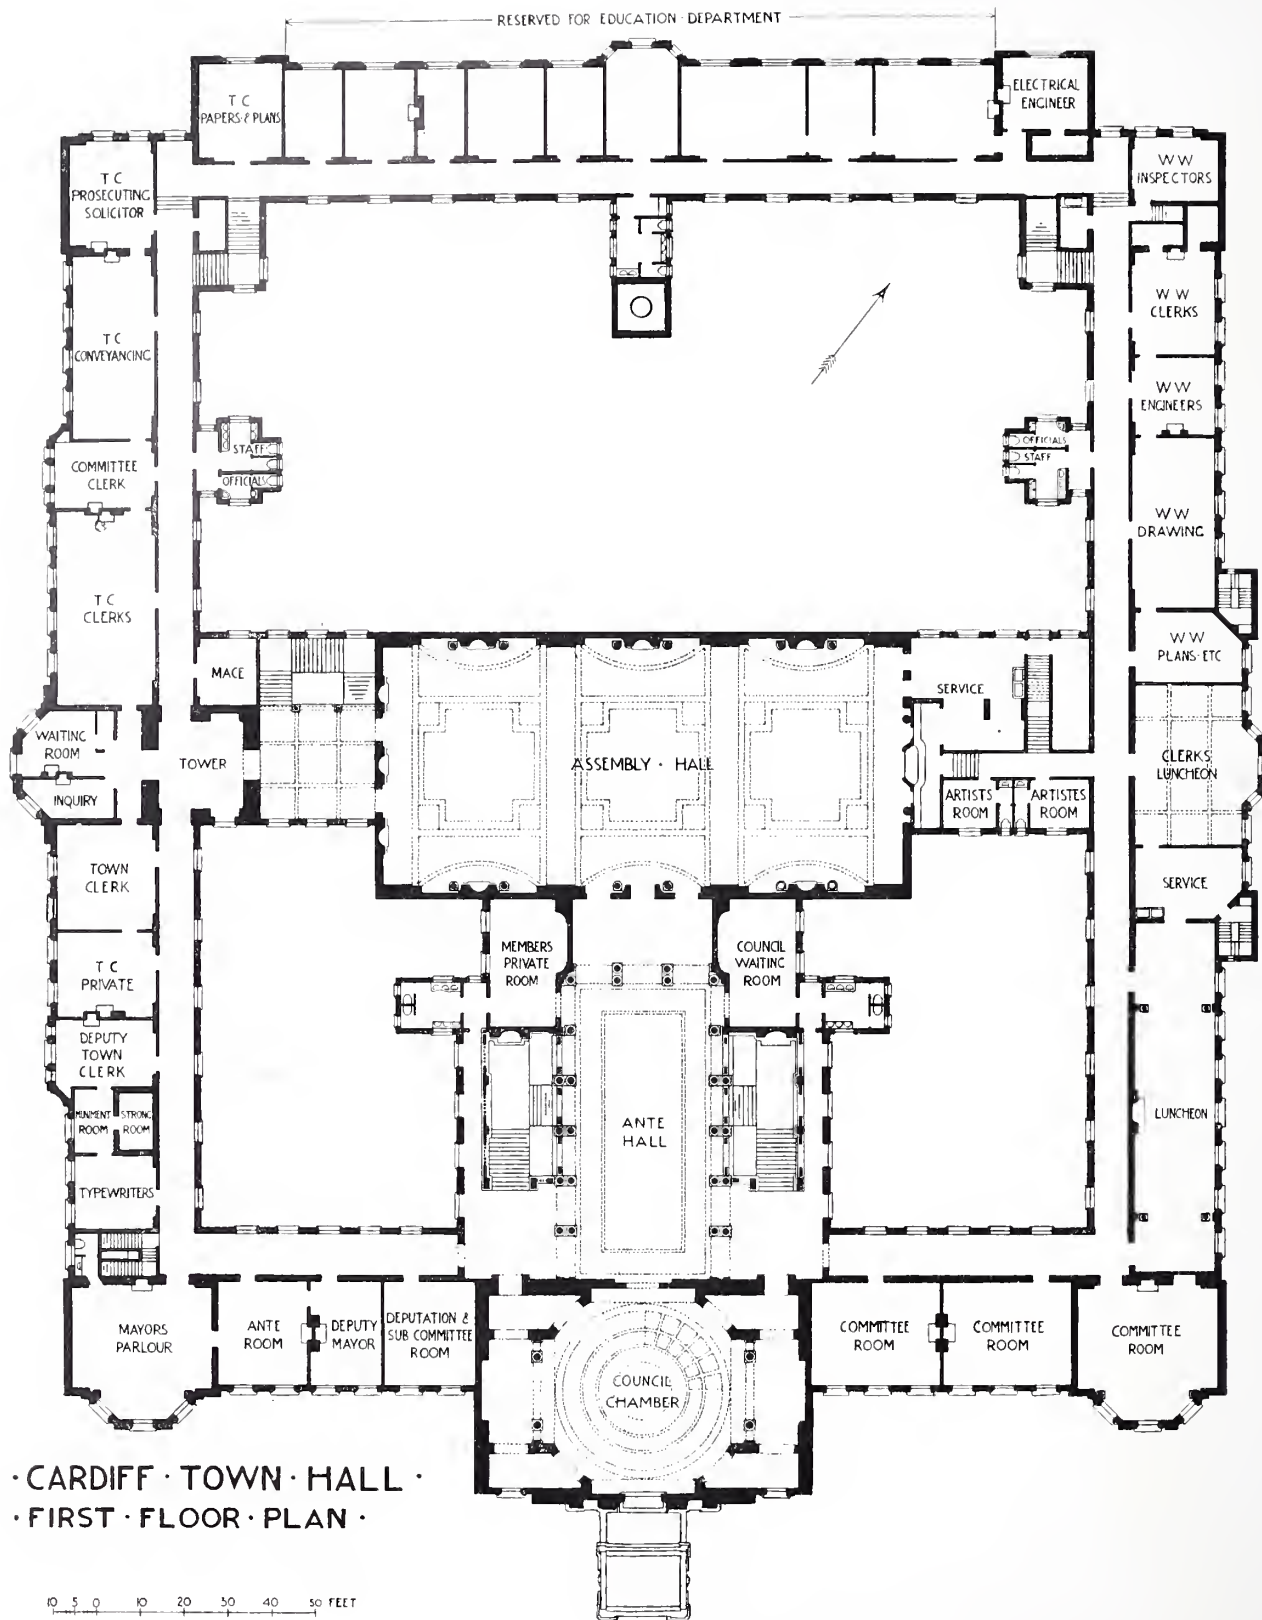 RESERVED FOR EDUCATION · DEPARTMENT
T C
PAPERS & PLANS
ELECTRICAL
ENGINEER
T C
PROSECUTING
SOLICITOR
W W
INSPECTORS
T C
CONVEYANCING
W W
CLERKS
W W
ENGINEERS
COMMITTEE
CLERK
STAFF
OFFICIALS
OFFICIALS
STAFF
W W
DRAWING
T C
CLERKS
W W
PLANS · ETC
MACE
SERVICE
WAITING
ROOM
TOWER
ASSEMBLY · HALL
CLERKS
LUNCHEON
INQUIRY
ARTISTS
ROOM
ARTISTES
ROOM
TOWN
CLERK
SERVICE
T C
PRIVATE
MEMBERS
PRIVATE
ROOM
COUNCIL
WAITING
ROOM
DEPUTY
TOWN
CLERK
MUNIMENT
ROOM
STRONG
ROOM
ANTE
HALL
LUNCHEON
TYPEWRITERS
MAYORS
PARLOUR
ANTE
ROOM
DEPUTY
MAYOR
DEPUTATION &
SUB COMMITTEE
ROOM
COUNCIL
CHAMBER
COMMITTEE
ROOM
COMMITTEE
ROOM
COMMITTEE
ROOM
· CARDIFF · TOWN · HALL ·
· FIRST · FLOOR · PLAN ·
10 5 0 10 20 30 40 50 FEET